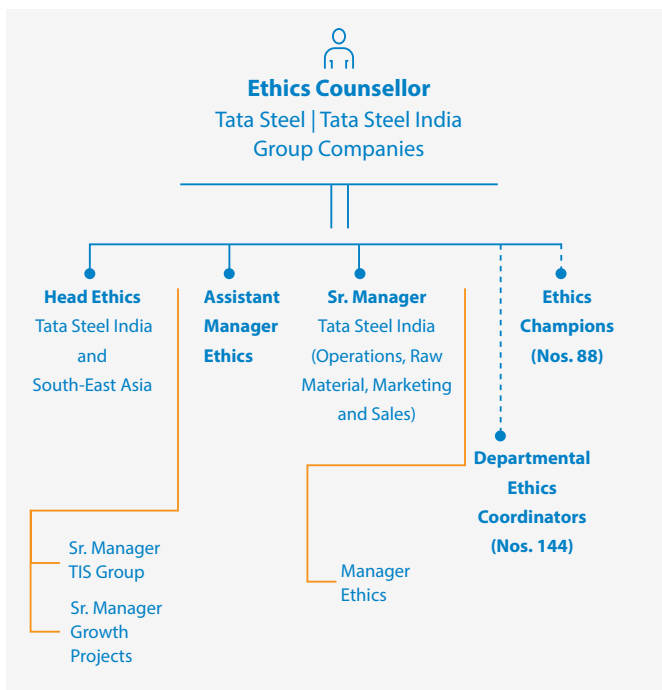 Ethics Counsellor
Tata Steel | Tata Steel India
Group Companies
Head Ethics
Tata Steel India
and
South-East Asia
Assistant
Manager
Ethics
Sr. Manager
Tata Steel India
(Operations, Raw
Material, Marketing
and Sales)
Ethics
Champions
(Nos. 88)
Departmental
Ethics
Coordinators
(Nos. 144)
Sr. Manager
TIS Group
Sr. Manager
Growth
Projects
Manager
Ethics